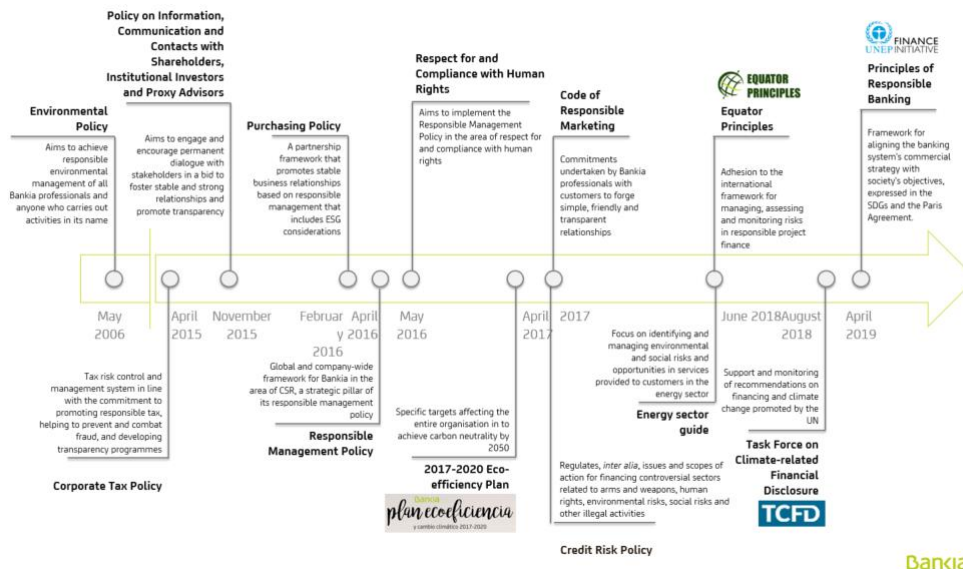 Policy on Information,
Communication and
Contacts with
Shareholders,
Institutional Investors
and Proxy Advisors
Aims to engage and
encourage permanent
dialogue with
stakeholders in a bid to
foster stable and strong
relationships and
promote transparency
Environmental
Policy
Aims to achieve
responsible
environmental
management of all
Bankia professionals and
anyone who carries out
activities in its name
Purchasing Policy
A partnership
framework that
promotes stable
business relationships
based on responsible
management that
includes ESG
considerations
Respect for and
Compliance with Human
Rights
Aims to implement the
Responsible Management
Policy in the area of respect for
and compliance with human
rights
Code of
Responsible
Marketing
Commitments
undertaken by Bankia
professionals with
customers to forge
simple, friendly and
transparent
relationships
EQUATOR
PRINCIPLES
Equator
Principles
Adhesion to the
international
framework for
managing, assessing
and monitoring risks
in responsible project
finance
UNEP FINANCE
INITIATIVE
Principles of
Responsible
Banking
Framework for
aligning the banking
system's commercial
strategy with
society's objectives,
expressed in the
SDGs and the Paris
Agreement.
May
2006
April
2015
November
2015
Februar
y
2016
April
2016
May
2016
April
2017
2017
June 2018
August
2018
April
2019
Tax risk control and
management system in line
with the commitment to
promoting responsible tax,
helping to prevent and combat
fraud, and developing
transparency programmes
Corporate Tax Policy
Global and company-wide
framework for Bankia in the
area of CSR, a strategic pillar of
its responsible management
policy
Responsible
Management Policy
Specific targets affecting the
entire organisation in to
achieve carbon neutrality by
2050
2017-2020 Eco-
efficiency Plan
Bankia
plan ecoeficiencia
y cambio climático 2017-2020
Regulates, inter alia, issues and scopes of
action for financing controversial sectors
related to arms and weapons, human
rights, environmental risks, social risks and
other illegal activities
Credit Risk Policy
Focus on identifying and
managing environmental
and social risks and
opportunities in services
provided to customers in the
energy sector
Energy sector
guide
Support and monitoring
of recommendations on
financing and climate
change promoted by the
UN
Task Force on
Climate-related
Financial
Disclosure
TCFD
Bankia